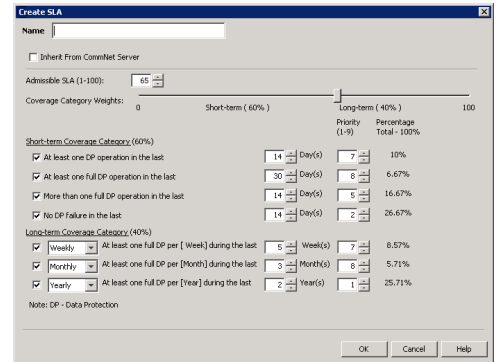 Create SLA
Name
Inherit From CommNet Server
Admissible SLA (1-100): 65
Coverage Category Weights: 0 Short-term ( 60% ) Long-term ( 40% ) 100
Priority (1-9) Percentage Total - 100%
Short-term Coverage Category (60%)
At least one DP operation in the last 14 Day(s) 7 10%
At least one full DP operation in the last 30 Day(s) 8 6.67%
More than one full DP operation in the last 14 Day(s) 5 16.67%
No DP failure in the last 14 Day(s) 2 26.67%
Long-term Coverage Category (40%)
Weekly At least one full DP per [ Week] during the last 5 Week(s) 7 8.57%
Monthly At least one full DP per [Month] during the last 3 Month(s) 8 5.71%
Yearly At least one full DP per [Year] during the last 2 Year(s) 1 25.71%
Note: DP - Data Protection
OK Cancel Help